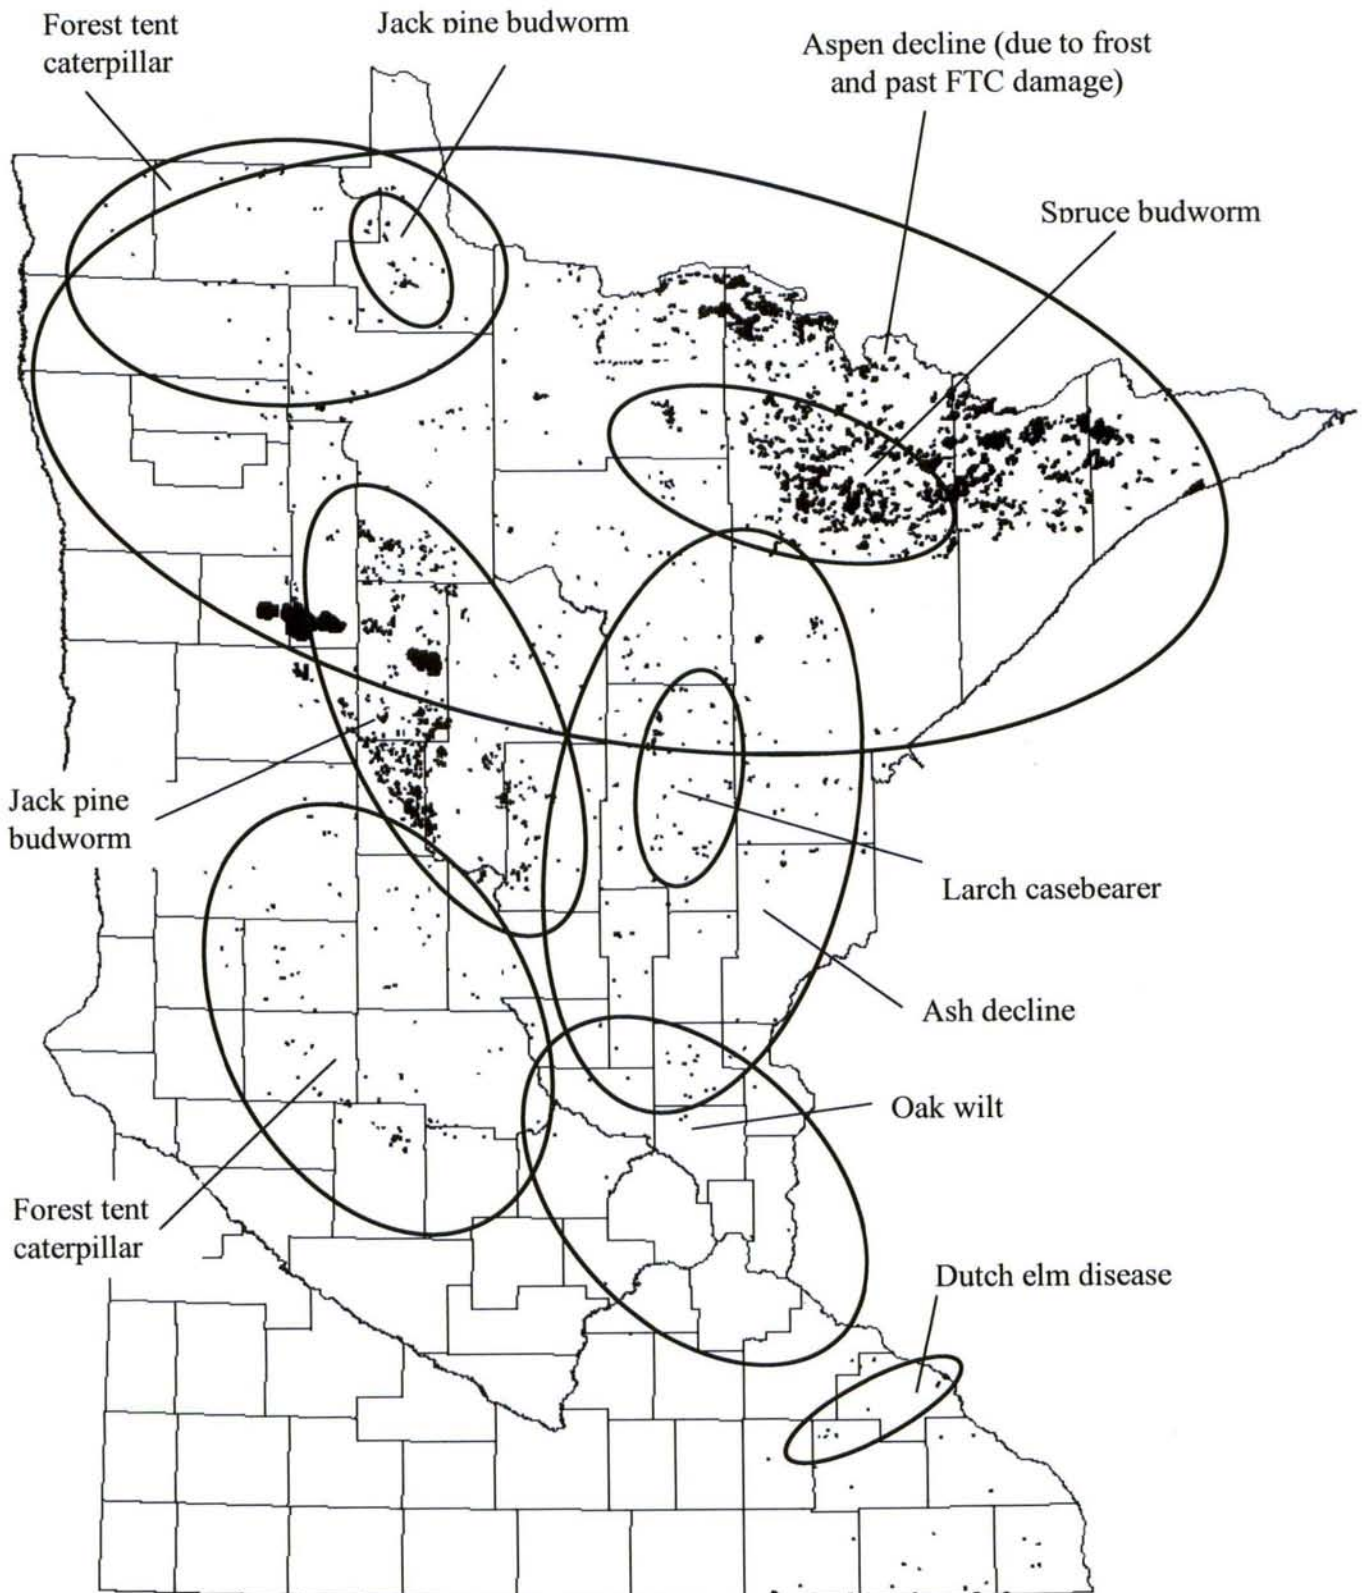 Forest tent
caterpillar
Jack pine budworm
Aspen decline (due to frost
and past FTC damage)
Spruce budworm
Jack pine
budworm
Larch casebearer
Ash decline
Oak wilt
Forest tent
caterpillar
Dutch elm disease